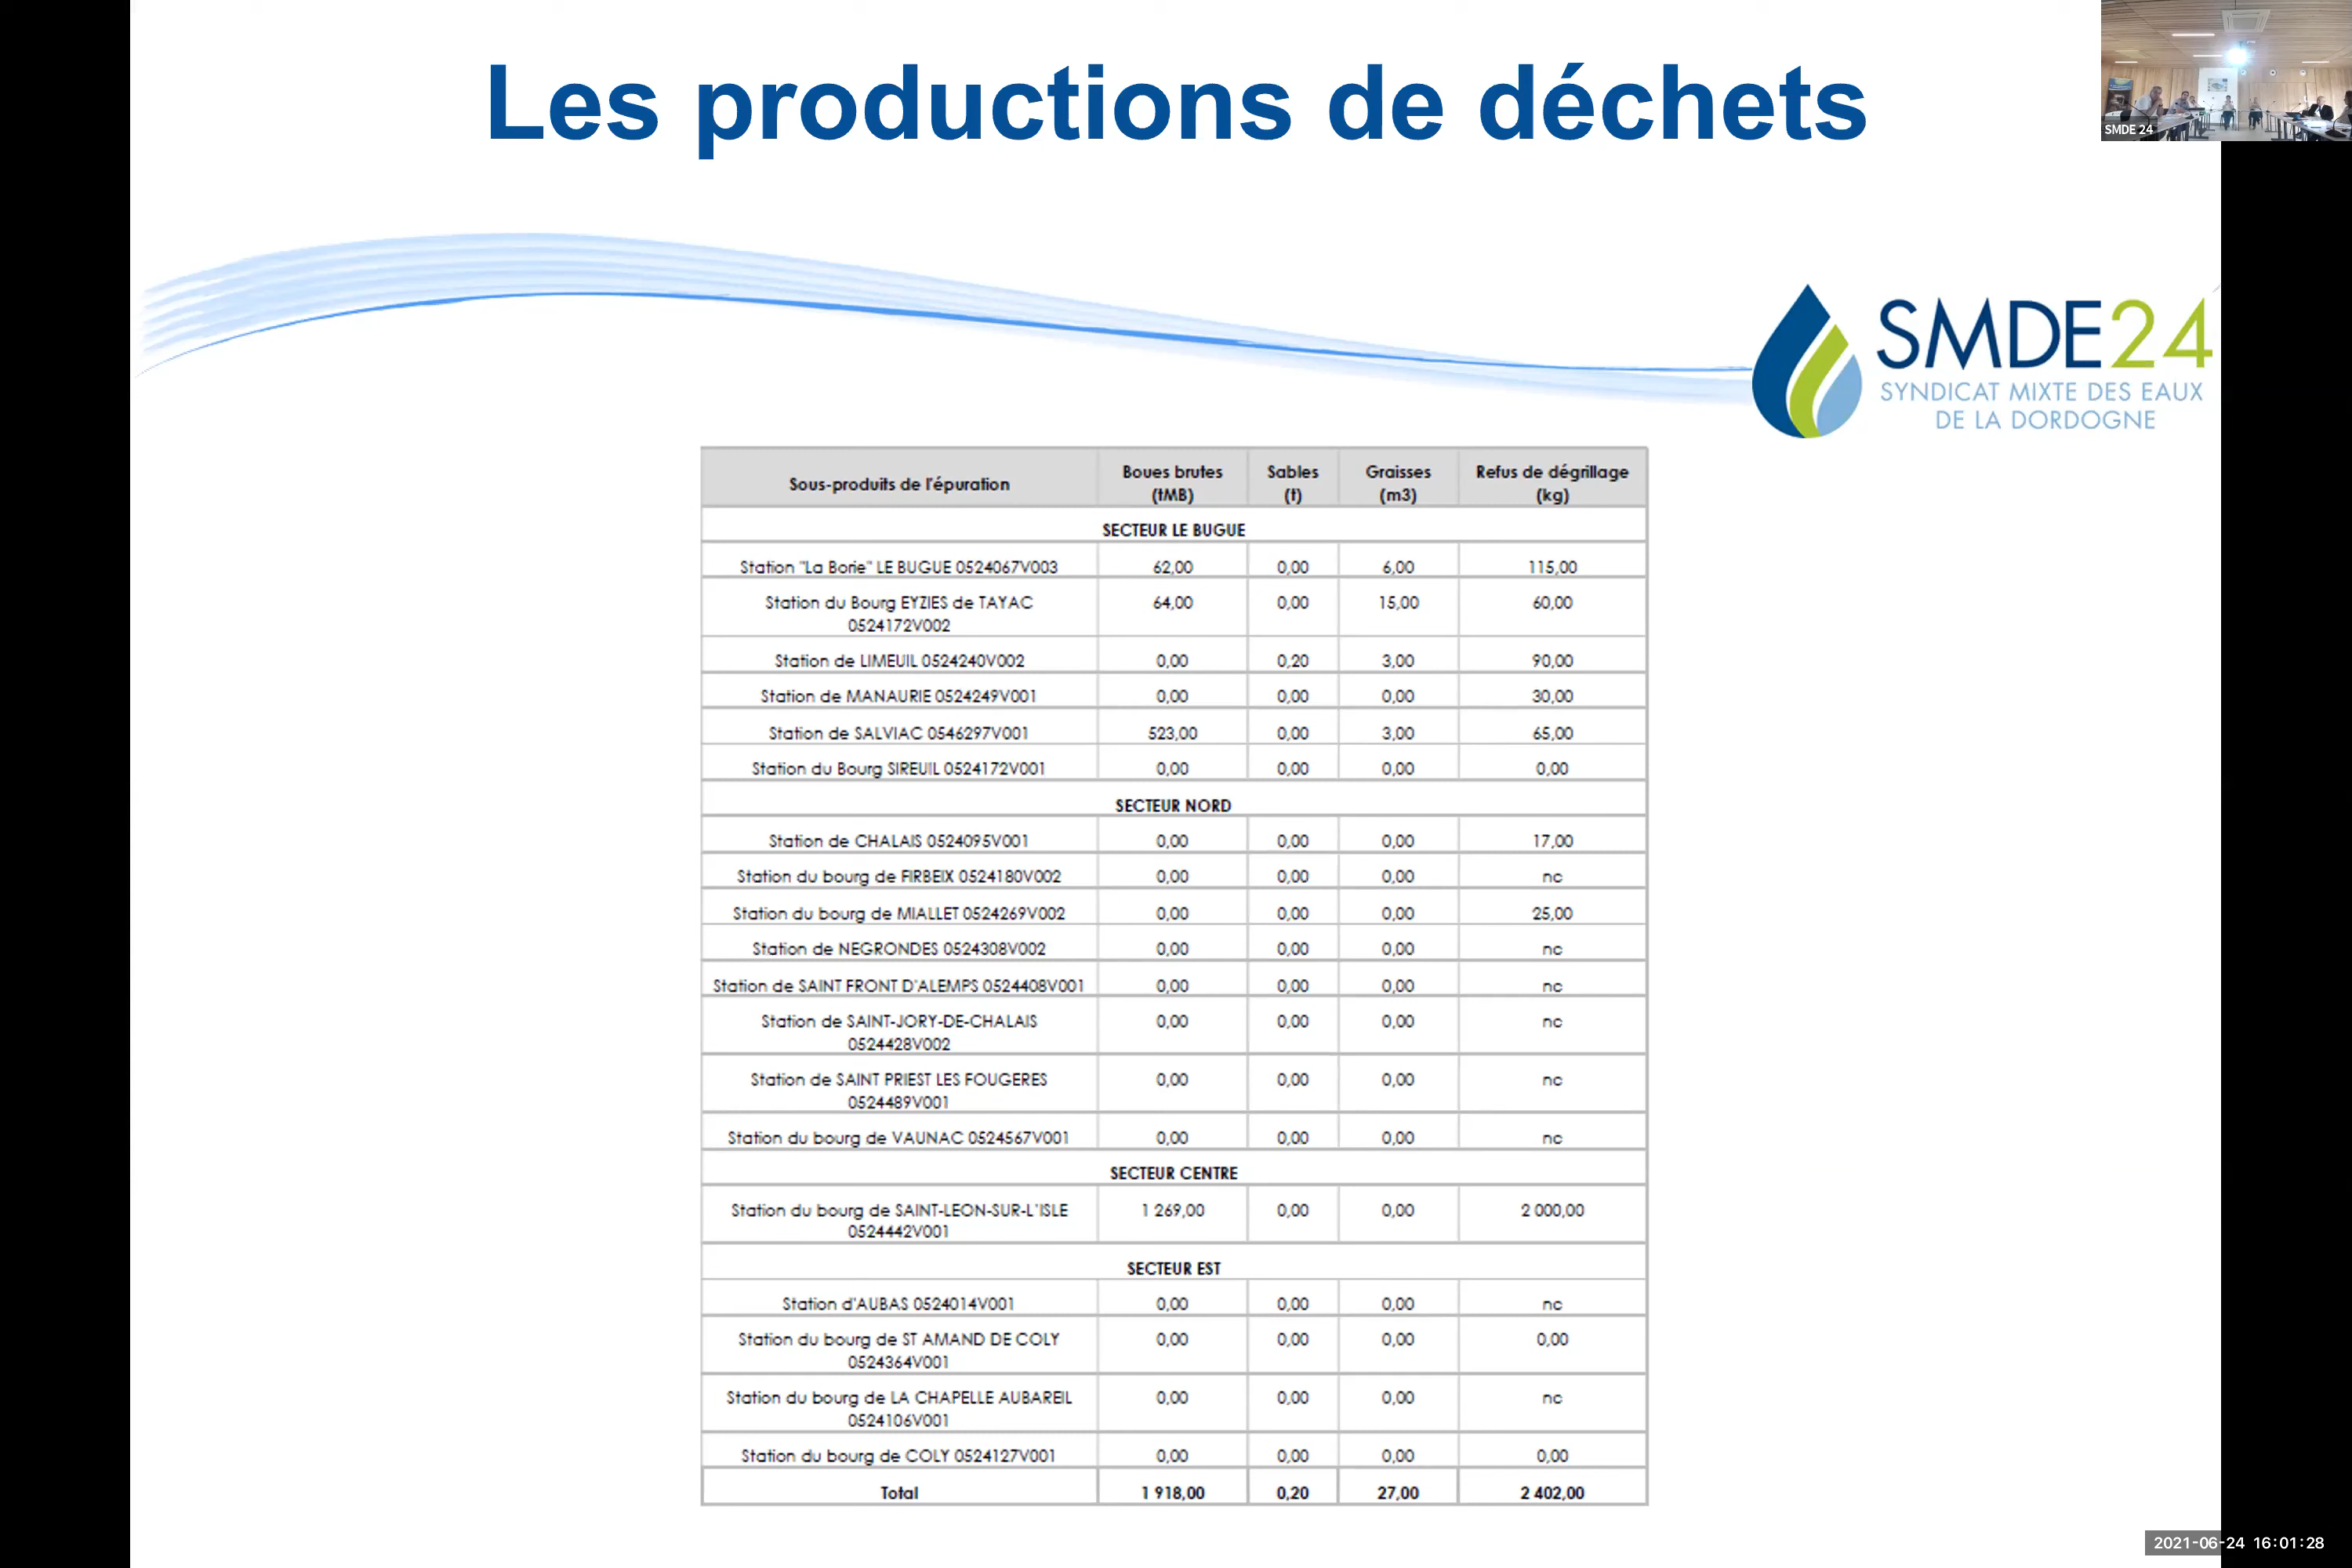 Les productions de déchets
SMDE 24
SMDE24
SYNDICAT MIXTE DES EAUX
DE LA DORDOGNE
Sous-produits de l'épuration Boues brutes (tMB) Sables (t) Graisses (m3) Refus de dégrillage (kg)
SECTEUR LE BUGUE
Station "La Borie" LE BUGUE 0524067V003 62,00 0,00 6,00 115,00
Station du Bourg EYZIES de TAYAC 0524172V002 64,00 0,00 15,00 60,00
Station de LIMEUIL 0524240V002 0,00 0,20 3,00 90,00
Station de MANAURIE 0524249V001 0,00 0,00 0,00 30,00
Station de SALVIAC 0546297V001 523,00 0,00 3,00 65,00
Station du Bourg SIREUIL 0524172V001 0,00 0,00 0,00 0,00
SECTEUR NORD
Station de CHALAIS 0524095V001 0,00 0,00 0,00 17,00
Station du bourg de FIRBEIX 0524180V002 0,00 0,00 0,00 nc
Station du bourg de MIALLET 0524269V002 0,00 0,00 0,00 25,00
Station de NEGRONDES 0524308V002 0,00 0,00 0,00 nc
Station de SAINT FRONT D'ALEMPS 0524408V001 0,00 0,00 0,00 nc
Station de SAINT-JORY-DE-CHALAIS 0524428V002 0,00 0,00 0,00 nc
Station de SAINT PRIEST LES FOUGERES 0524489V001 0,00 0,00 0,00 nc
Station du bourg de VAUNAC 0524567V001 0,00 0,00 0,00 nc
SECTEUR CENTRE
Station du bourg de SAINT-LEON-SUR-L'ISLE 0524442V001 1 269,00 0,00 0,00 2 000,00
SECTEUR EST
Station d'AUBAS 0524014V001 0,00 0,00 0,00 nc
Station du bourg de ST AMAND DE COLY 0524364V001 0,00 0,00 0,00 0,00
Station du bourg de LA CHAPELLE AUBAREIL 0524106V001 0,00 0,00 0,00 nc
Station du bourg de COLY 0524127V001 0,00 0,00 0,00 0,00
Total 1 918,00 0,20 27,00 2 402,00
2021-06-24 16:01:28